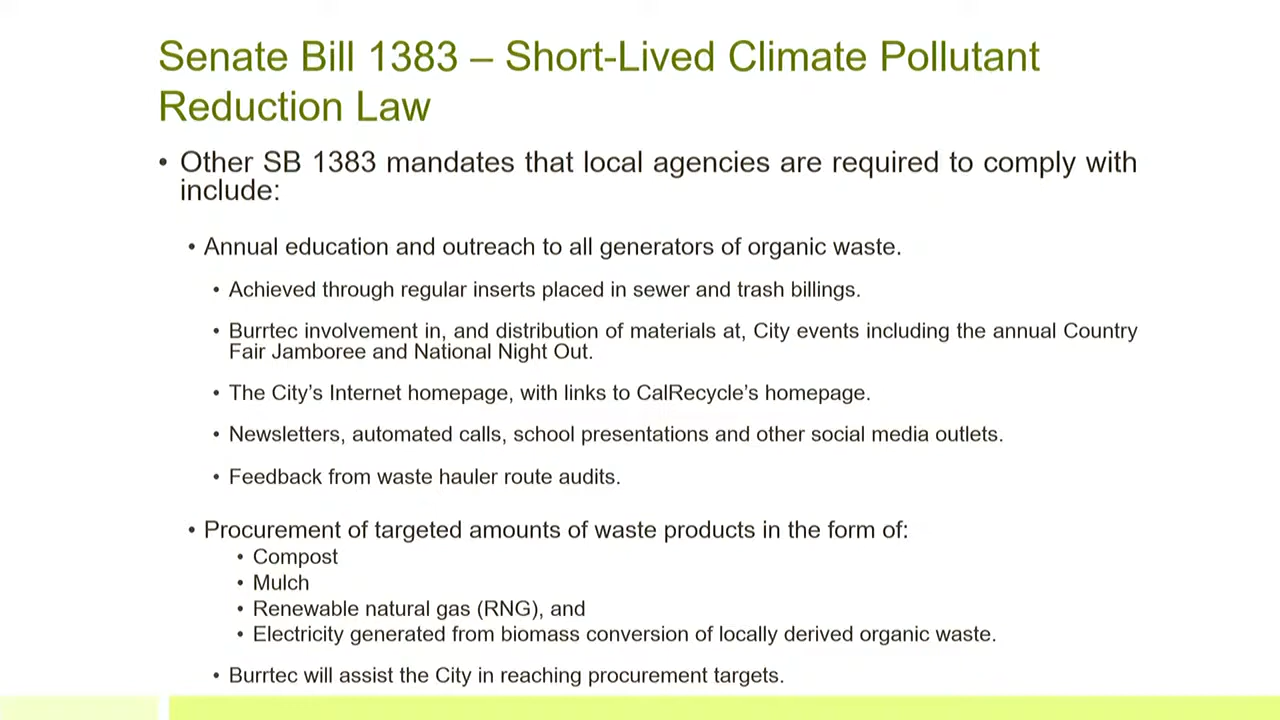 Senate Bill 1383 – Short-Lived Climate Pollutant
Reduction Law
• Other SB 1383 mandates that local agencies are required to comply with
include:
• Annual education and outreach to all generators of organic waste.
• Achieved through regular inserts placed in sewer and trash billings.
• Burrtec involvement in, and distribution of materials at, City events including the annual Country
Fair Jamboree and National Night Out.
• The City’s Internet homepage, with links to CalRecycle’s homepage.
• Newsletters, automated calls, school presentations and other social media outlets.
• Feedback from waste hauler route audits.
• Procurement of targeted amounts of waste products in the form of:
• Compost
• Mulch
• Renewable natural gas (RNG), and
• Electricity generated from biomass conversion of locally derived organic waste.
• Burrtec will assist the City in reaching procurement targets.